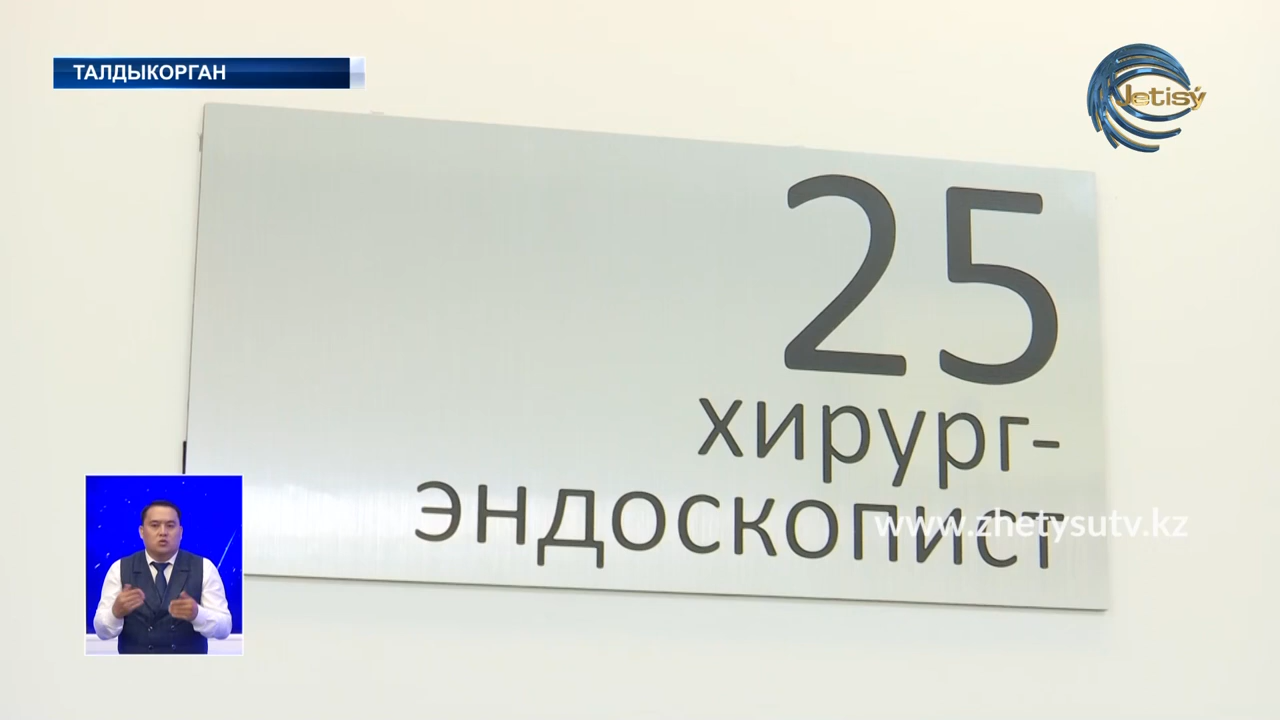 ТАЛДЫКОРГАН
Jetisý
25
хирург-
эндоскопист
www.zhetysutv.kz